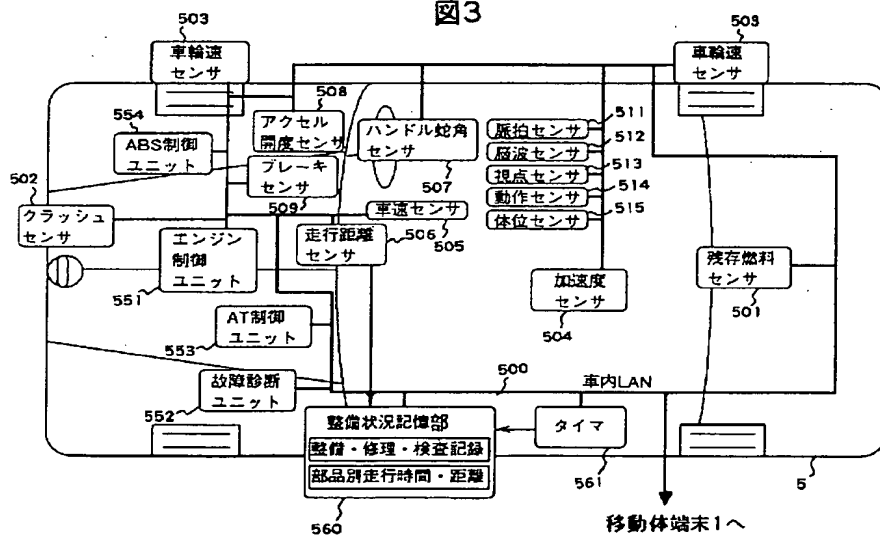 図3
503
車輪速
センサ
503
車輪速
センサ
508
アクセル
開度センサ
554
ABS制御
ユニット
ブレーキ
センサ
509
ハンドル蛇角
センサ
507
脈拍センサ
511
脳波センサ
512
視点センサ
513
動作センサ
514
体位センサ
515
502
クラッシュ
センサ
エンジン
制御
ユニット
551
走行距離
センサ
506
車速センサ
505
加速度
センサ
504
残存燃料
センサ
501
AT制御
ユニット
553
故障診断
ユニット
552
500
車内LAN
整備状況記憶部
整備・修理・検査記録
部品別走行時間・距離
560
タイマ
561
5
移動体端末1へ